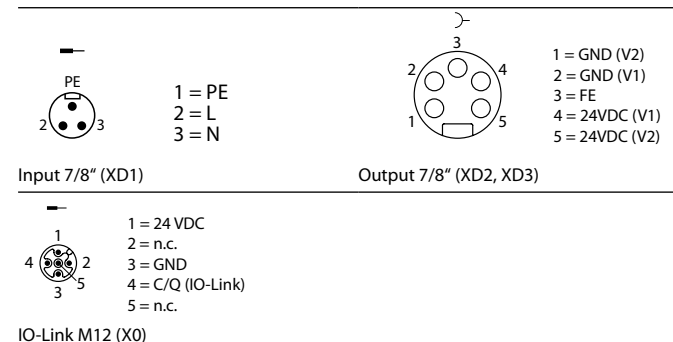 PE
2
3
1 = PE
2 = L
3 = N
Input 7/8“ (XD1)
3
2
4
1
5
1 = GND (V2)
2 = GND (V1)
3 = FE
4 = 24VDC (V1)
5 = 24VDC (V2)
Output 7/8“ (XD2, XD3)
1
4
2
3
5
1 = 24 VDC
2 = n.c.
3 = GND
4 = C/Q (IO-Link)
5 = n.c.
IO-Link M12 (X0)